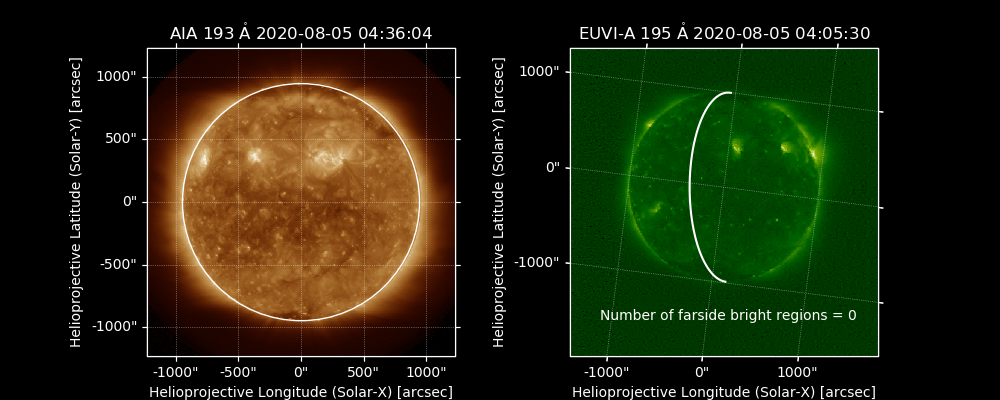 AIA 193 Å 2020-08-05 04:36:04
Helioprojective Latitude (Solar-Y) [arcsec]
1000"
500"
0"
-500"
-1000"
-1000" -500" 0" 500" 1000"
Helioprojective Longitude (Solar-X) [arcsec]
EUVI-A 195 Å 2020-08-05 04:05:30
Helioprojective Latitude (Solar-Y) [arcsec]
1000"
0"
-1000"
Number of farside bright regions = 0
-1000" 0" 1000"
Helioprojective Longitude (Solar-X) [arcsec]